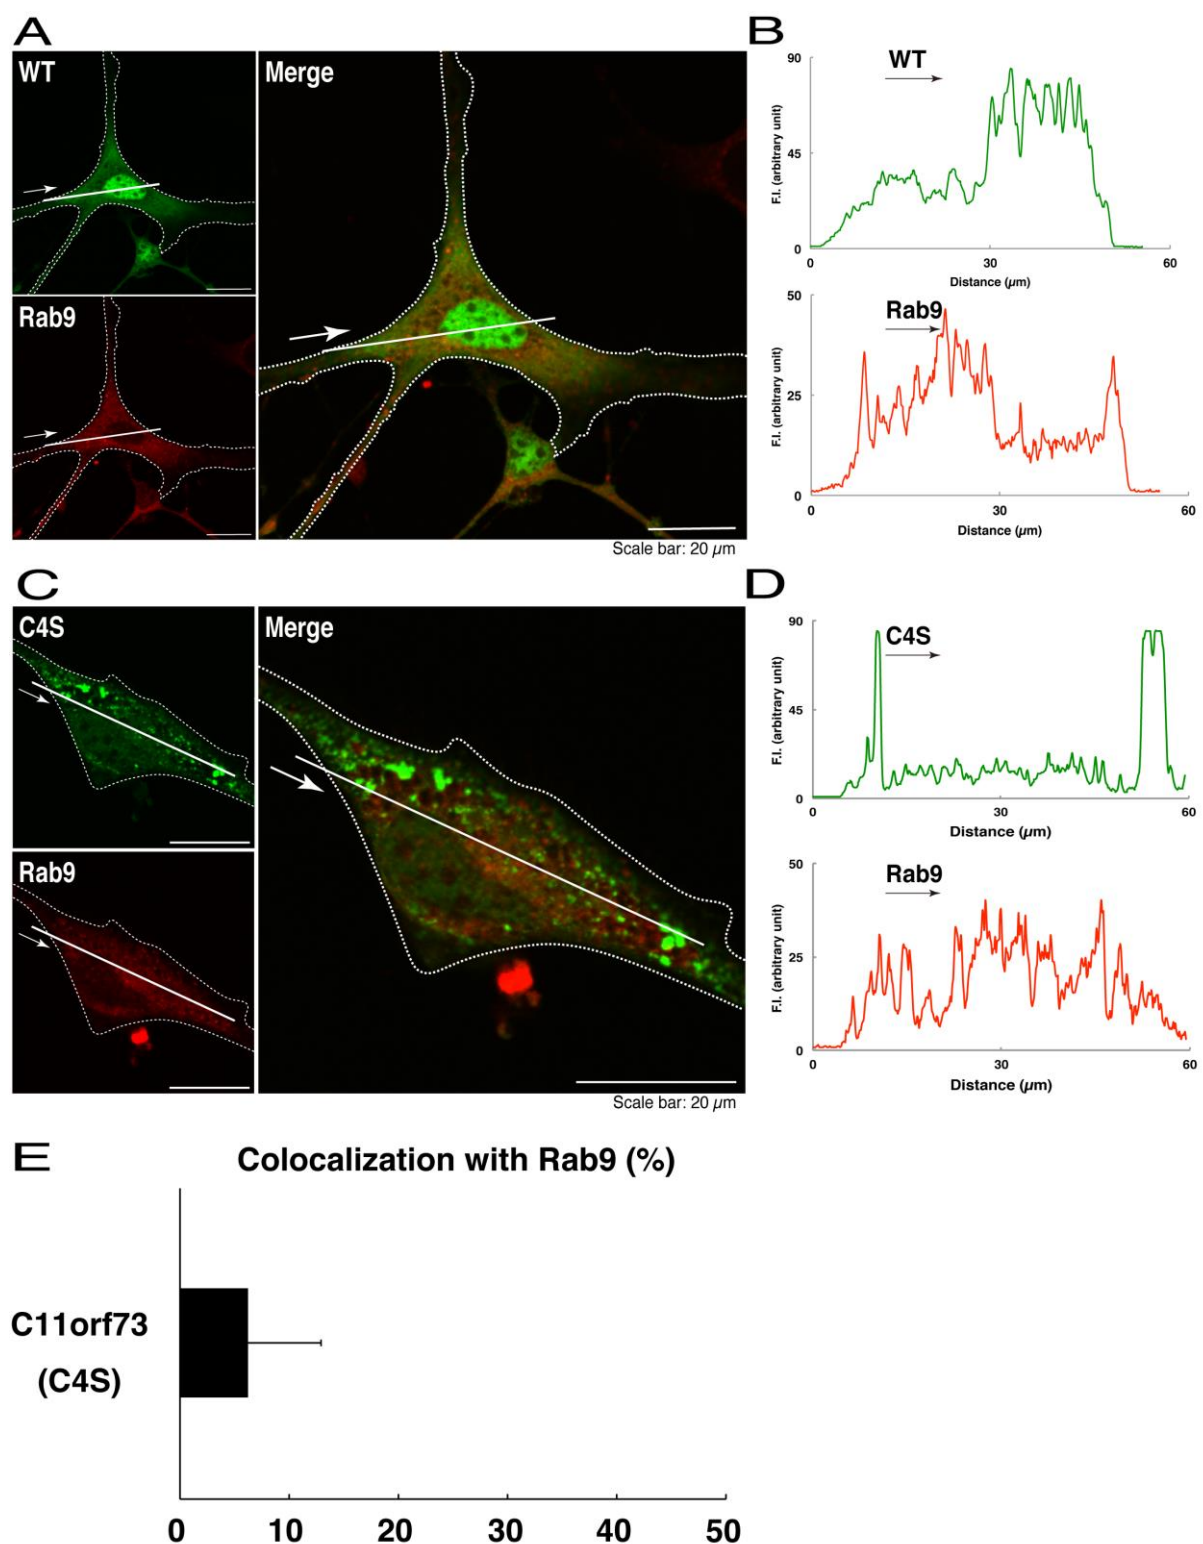 A
WT
Rab9
Merge
Scale bar: 20 µm
B
90
WT
45
F.I. (arbitrary unit)
0
0
30
60
Distance (µm)
50
Rab9
25
F.I. (arbitrary unit)
0
0
30
60
Distance (µm)
C
C4S
Rab9
Merge
Scale bar: 20 µm
D
90
C4S
45
F.I. (arbitrary unit)
0
0
30
60
Distance (µm)
50
Rab9
25
F.I. (arbitrary unit)
0
0
30
60
Distance (µm)
E
Colocalization with Rab9 (%)
C11orf73
(C4S)
0 10 20 30 40 50